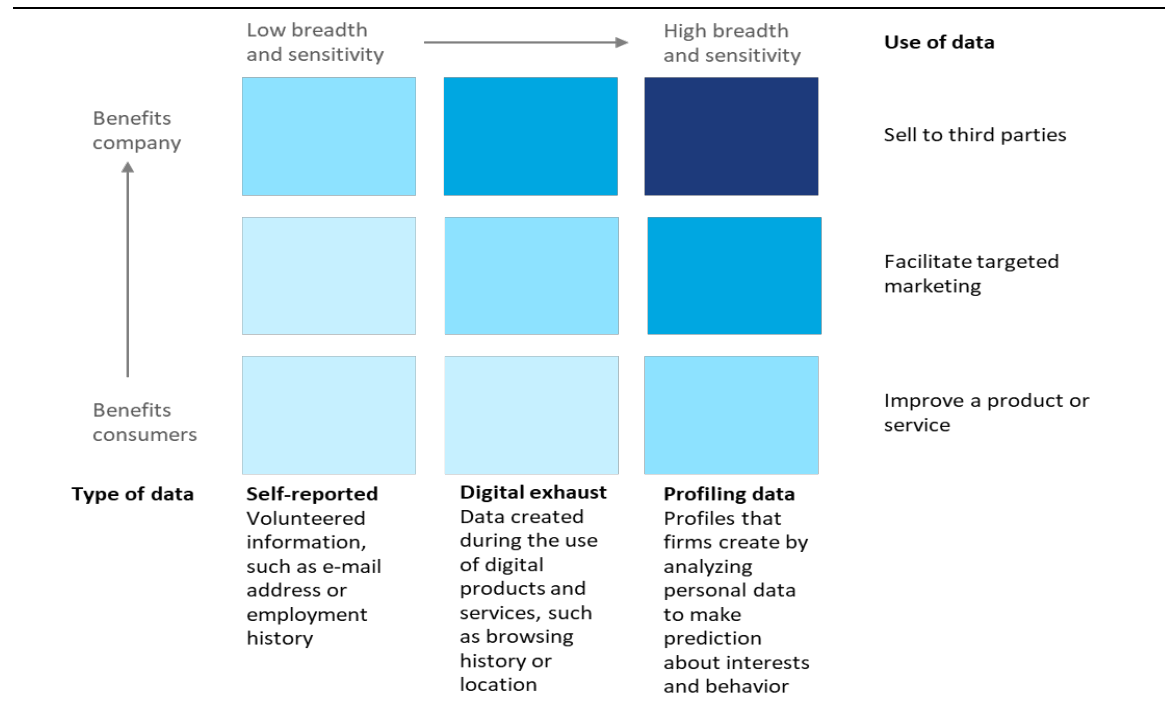 Low breadth
and sensitivity
High breadth
and sensitivity
Use of data
Benefits
company
Sell to third parties
Facilitate targeted
marketing
Benefits
consumers
Improve a product or
service
Type of data
Self-reported
Volunteered
information,
such as e-mail
address or
employment
history
Digital exhaust
Data created
during the use
of digital
products and
services, such
as browsing
history or
location
Profiling data
Profiles that
firms create by
analyzing
personal data
to make
prediction
about interests
and behavior